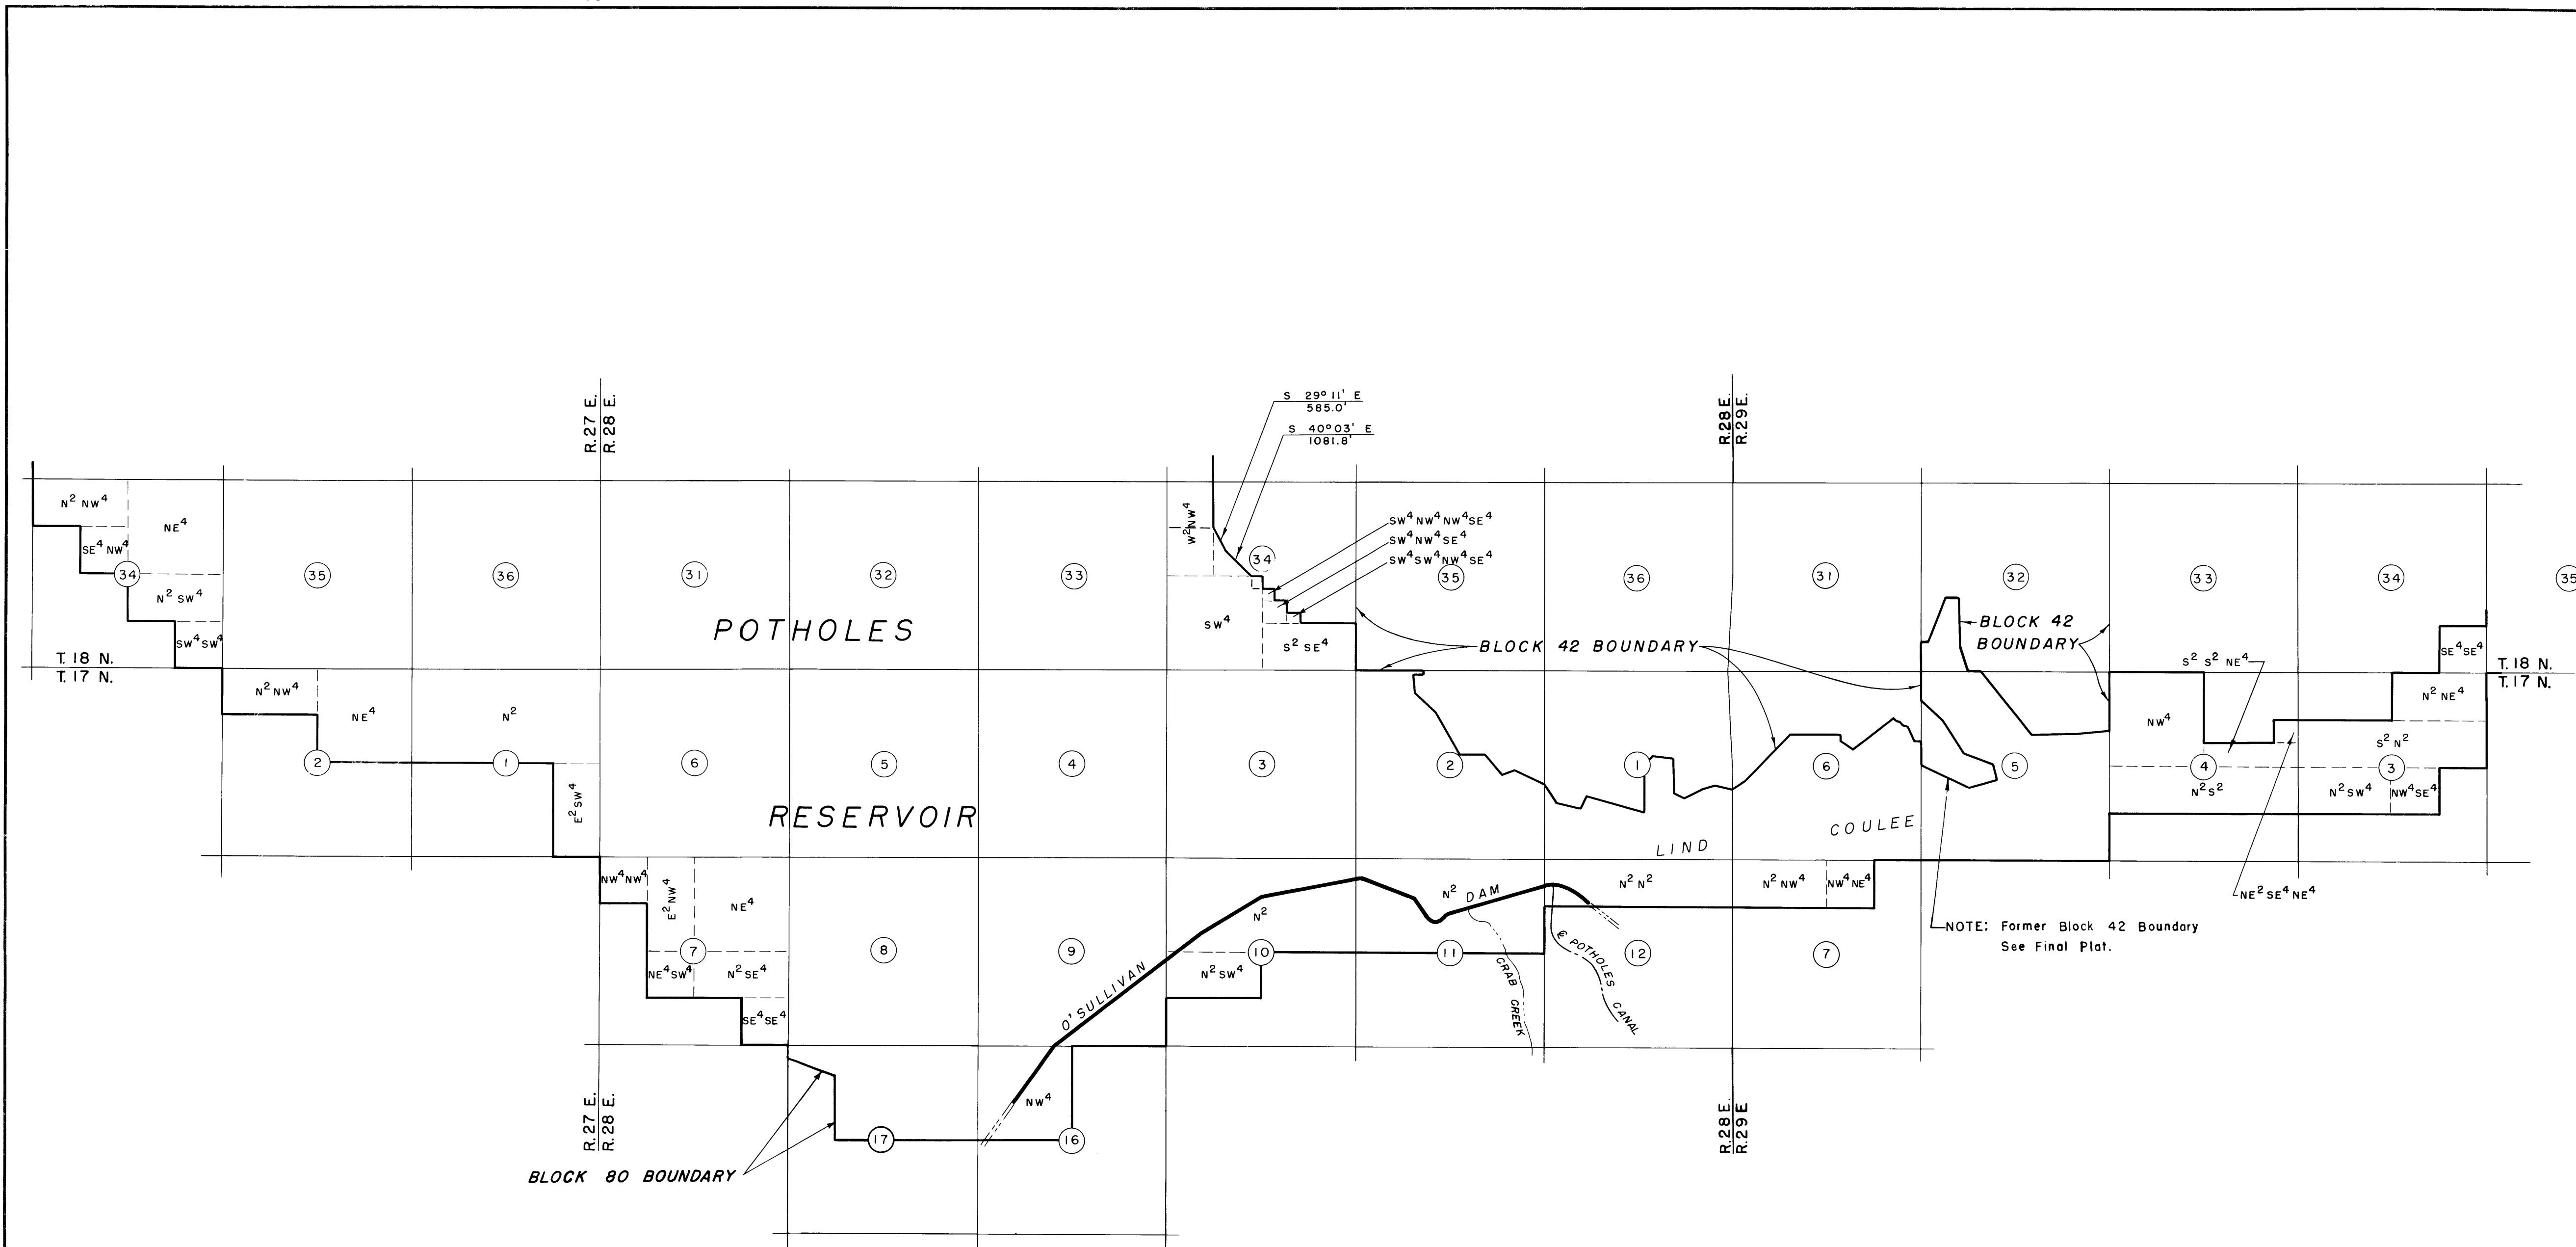 R.27 E.
R.28 E.
S 29° 11' E
585.0'
S 40° 03' E
1081.8'
R.28 E.
R.29 E.
N² NW⁴
NE⁴
SE⁴ NW⁴
34
N² SW⁴
SW⁴ SW⁴
35
36
31
32
33
W² NW⁴
34
SW⁴ NW⁴ NW⁴ SE⁴
SW⁴ NW⁴ SE⁴
SW⁴ SW⁴ NW⁴ SE⁴
35
36
31
32
33
34
35
SW⁴
S² SE⁴
POTHOLES
BLOCK 42 BOUNDARY
BLOCK 42
BOUNDARY
SE⁴ SE⁴
T. 18 N.
T. 17 N.
T. 18 N.
T. 17 N.
N² NW⁴
NE⁴
N²
S² S² NE⁴
N² NE⁴
NW⁴
S² N²
2
1
6
5
4
3
2
1
6
5
4
3
E² SW⁴
RESERVOIR
N² S²
N² SW⁴
NW⁴ SE⁴
LIND
COULEE
NW⁴ NW⁴
E² NW⁴
NE⁴
N²
N²
DAM
N² N²
N² NW⁴
NW⁴ NE⁴
NE² SE⁴ NE⁴
NOTE: Former Block 42 Boundary
See Final Plat.
7
8
9
10
11
12
7
NE⁴ SW⁴
N² SE⁴
N² SW⁴
SE⁴ SE⁴
O'SULLIVAN
CRAB CREEK
℄ POTHOLES CANAL
NW⁴
R.27 E.
R.28 E.
17
16
R.28 E.
R.29 E
BLOCK 80 BOUNDARY